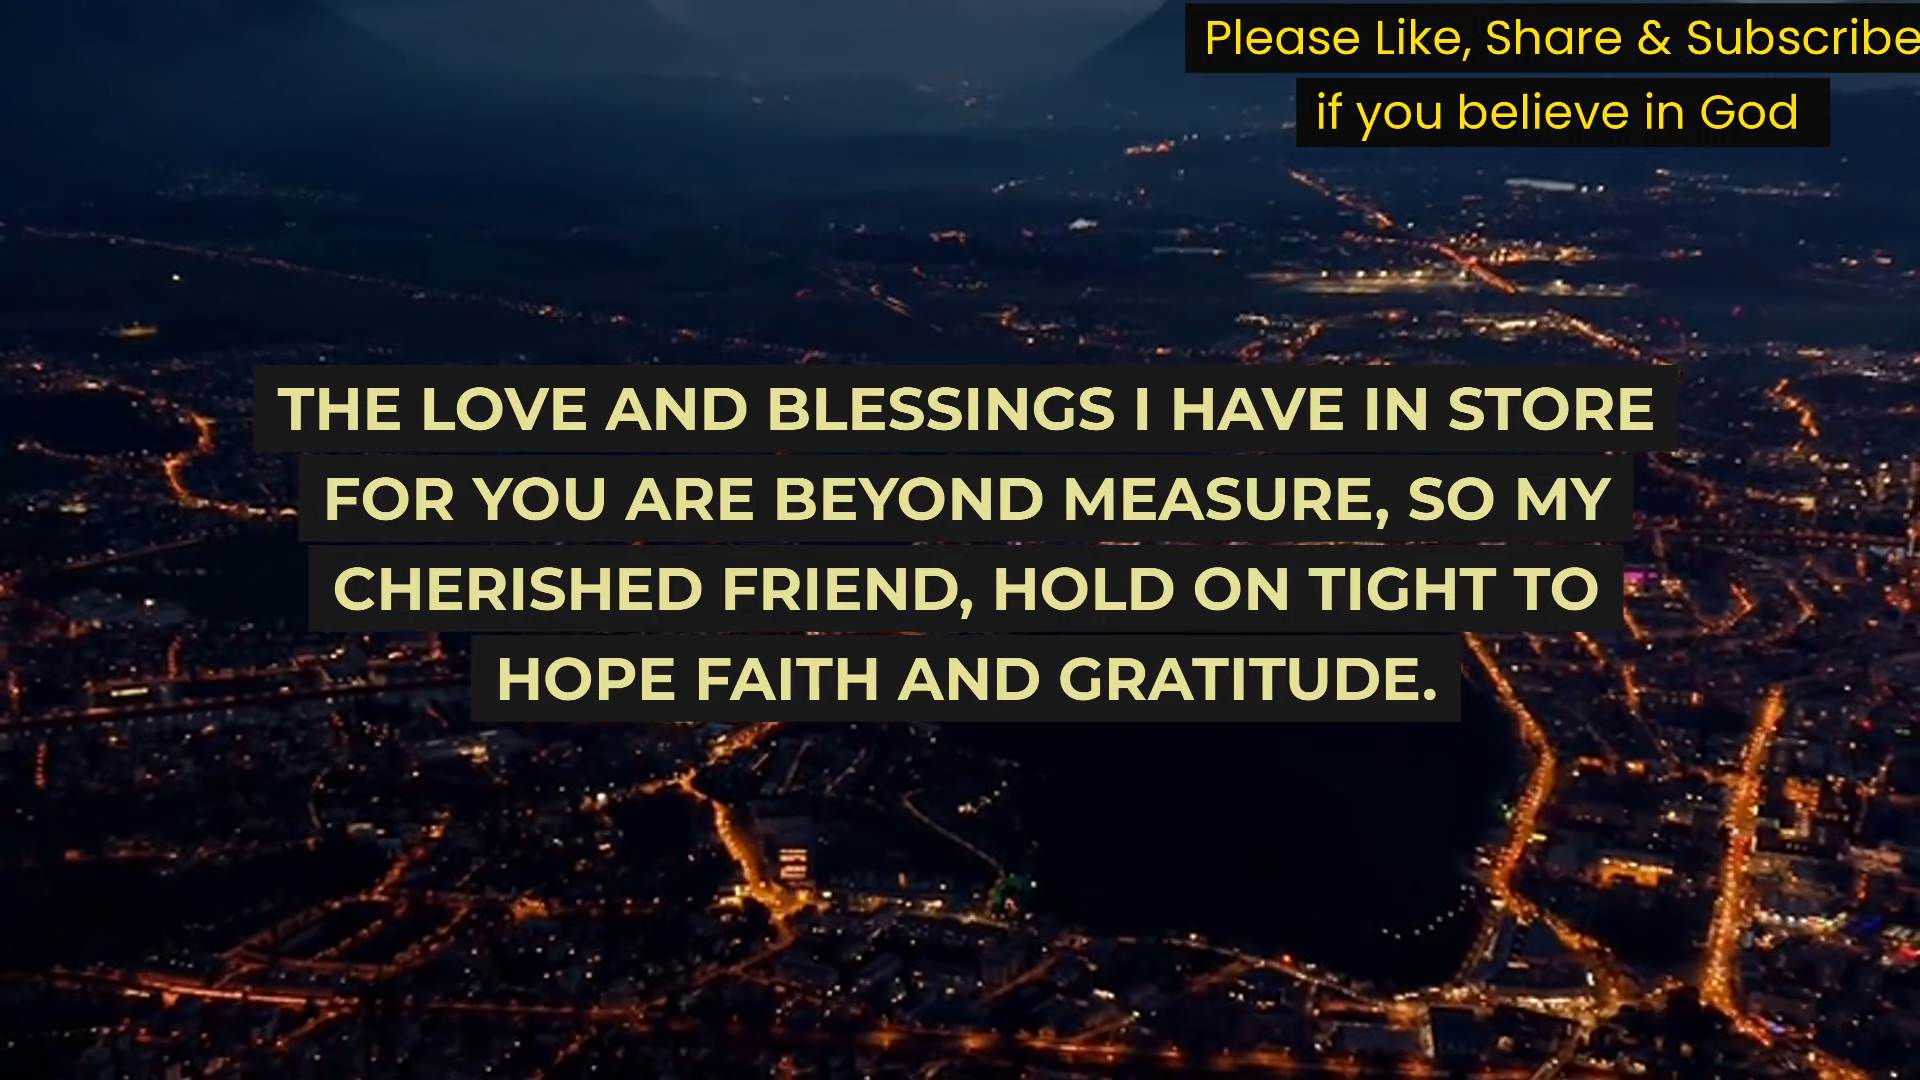 Please Like, Share & Subscribe
if you believe in God
THE LOVE AND BLESSINGS I HAVE IN STORE
FOR YOU ARE BEYOND MEASURE, SO MY
CHERISHED FRIEND, HOLD ON TIGHT TO
HOPE FAITH AND GRATITUDE.